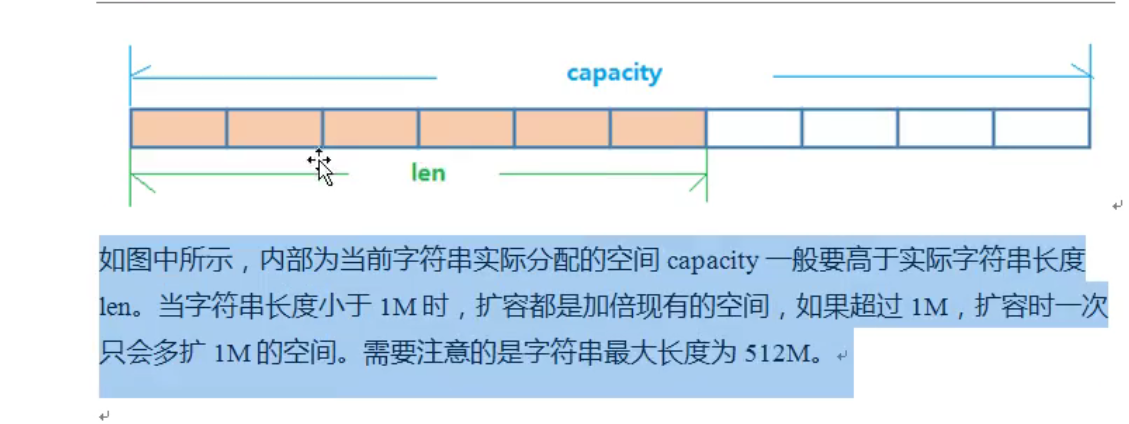 capacity
len
如图中所示，内部为当前字符串实际分配的空间 capacity 一般要高于实际字符串长度
len。当字符串长度小于 1M 时，扩容都是加倍现有的空间，如果超过 1M，扩容时一次
只会多扩 1M 的空间。需要注意的是字符串最大长度为 512M。